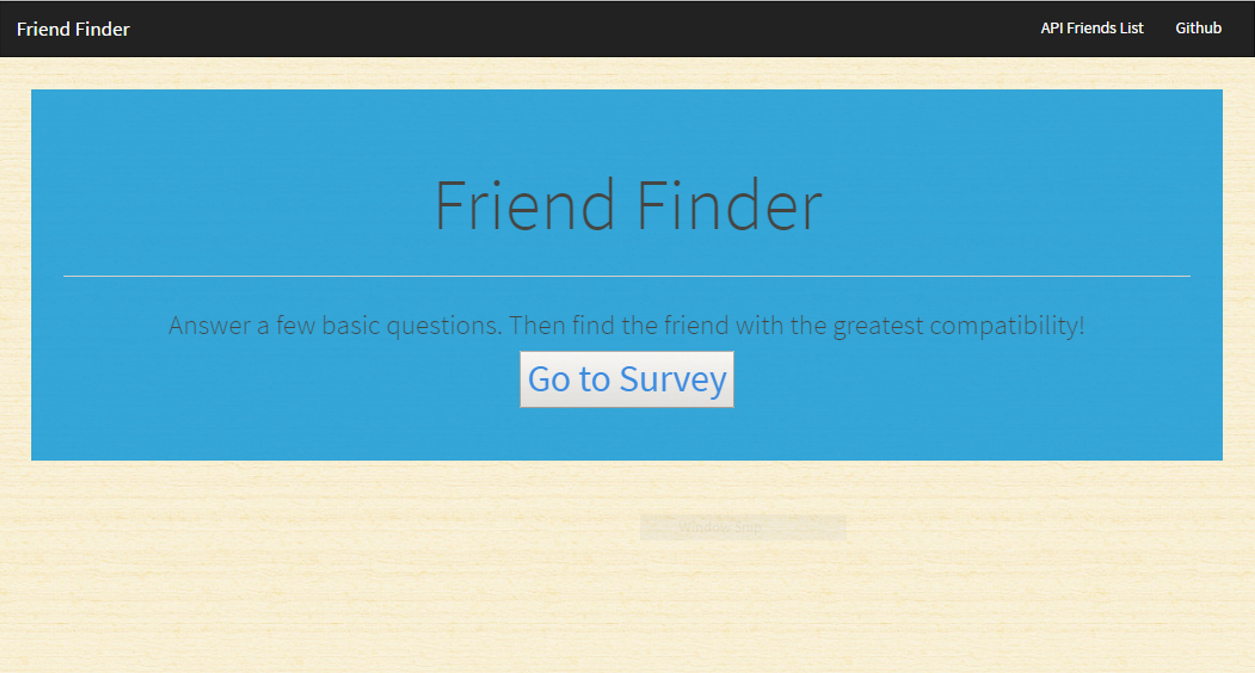 Friend Finder
API Friends List
Github
Friend Finder
Answer a few basic questions. Then find the friend with the greatest compatibility!
Go to Survey
Window Snip